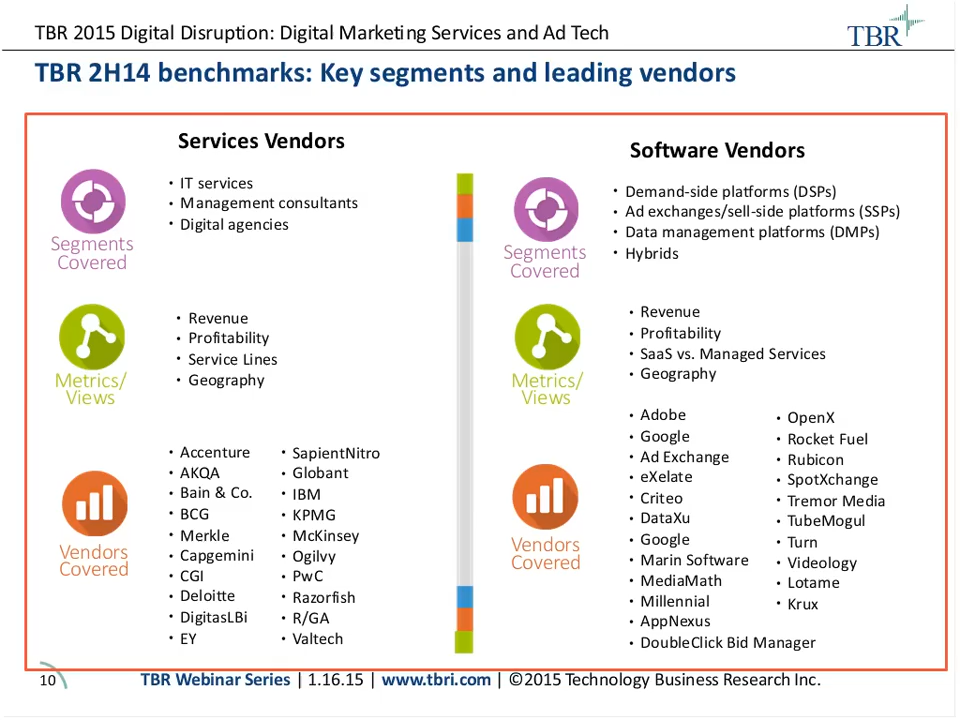 TBR 2015 Digital Disruption: Digital Marketing Services and Ad Tech
TBR
TBR 2H14 benchmarks: Key segments and leading vendors
Services Vendors
Segments
Covered
• IT services
• Management consultants
• Digital agencies
Metrics/
Views
• Revenue
• Profitability
• Service Lines
• Geography
Vendors
Covered
• Accenture
• AKQA
• Bain & Co.
• BCG
• Merkle
• Capgemini
• CGI
• Deloitte
• DigitasLBi
• EY
• SapientNitro
• Globant
• IBM
• KPMG
• McKinsey
• Ogilvy
• PwC
• Razorfish
• R/GA
• Valtech
Software Vendors
Segments
Covered
• Demand-side platforms (DSPs)
• Ad exchanges/sell-side platforms (SSPs)
• Data management platforms (DMPs)
• Hybrids
Metrics/
Views
• Revenue
• Profitability
• SaaS vs. Managed Services
• Geography
Vendors
Covered
• Adobe
• Google
• Ad Exchange
• eXelate
• Criteo
• DataXu
• Google
• Marin Software
• MediaMath
• Millennial
• AppNexus
• DoubleClick Bid Manager
• OpenX
• Rocket Fuel
• Rubicon
• SpotXchange
• Tremor Media
• TubeMogul
• Turn
• Videology
• Lotame
• Krux
10
TBR Webinar Series | 1.16.15 | www.tbri.com | ©2015 Technology Business Research Inc.